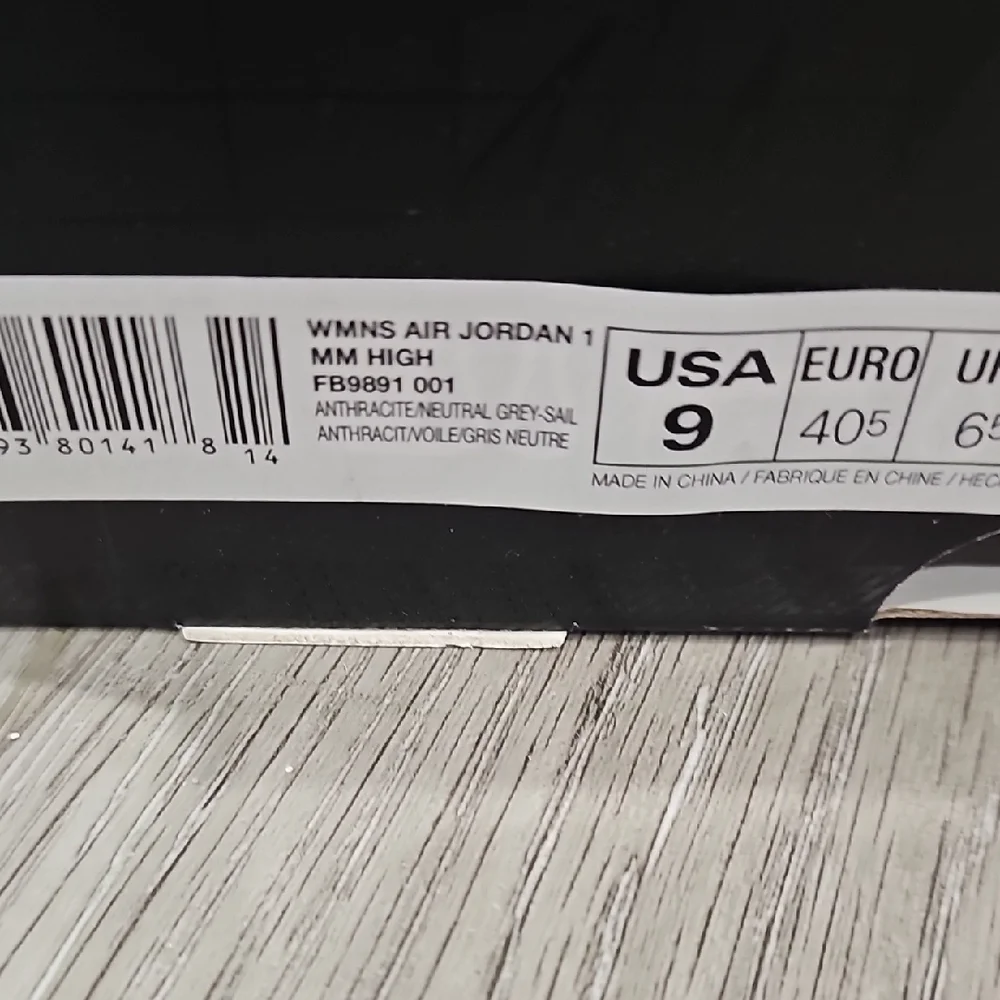 93 80141 8 14
WMNS AIR JORDAN 1
MM HIGH
FB9891 001
ANTHRACITE/NEUTRAL GREY-SAIL
ANTHRACIT/VOILE/GRIS NEUTRE
USA EURO
9 405 65
MADE IN CHINA / FABRIQUE EN CHINE /